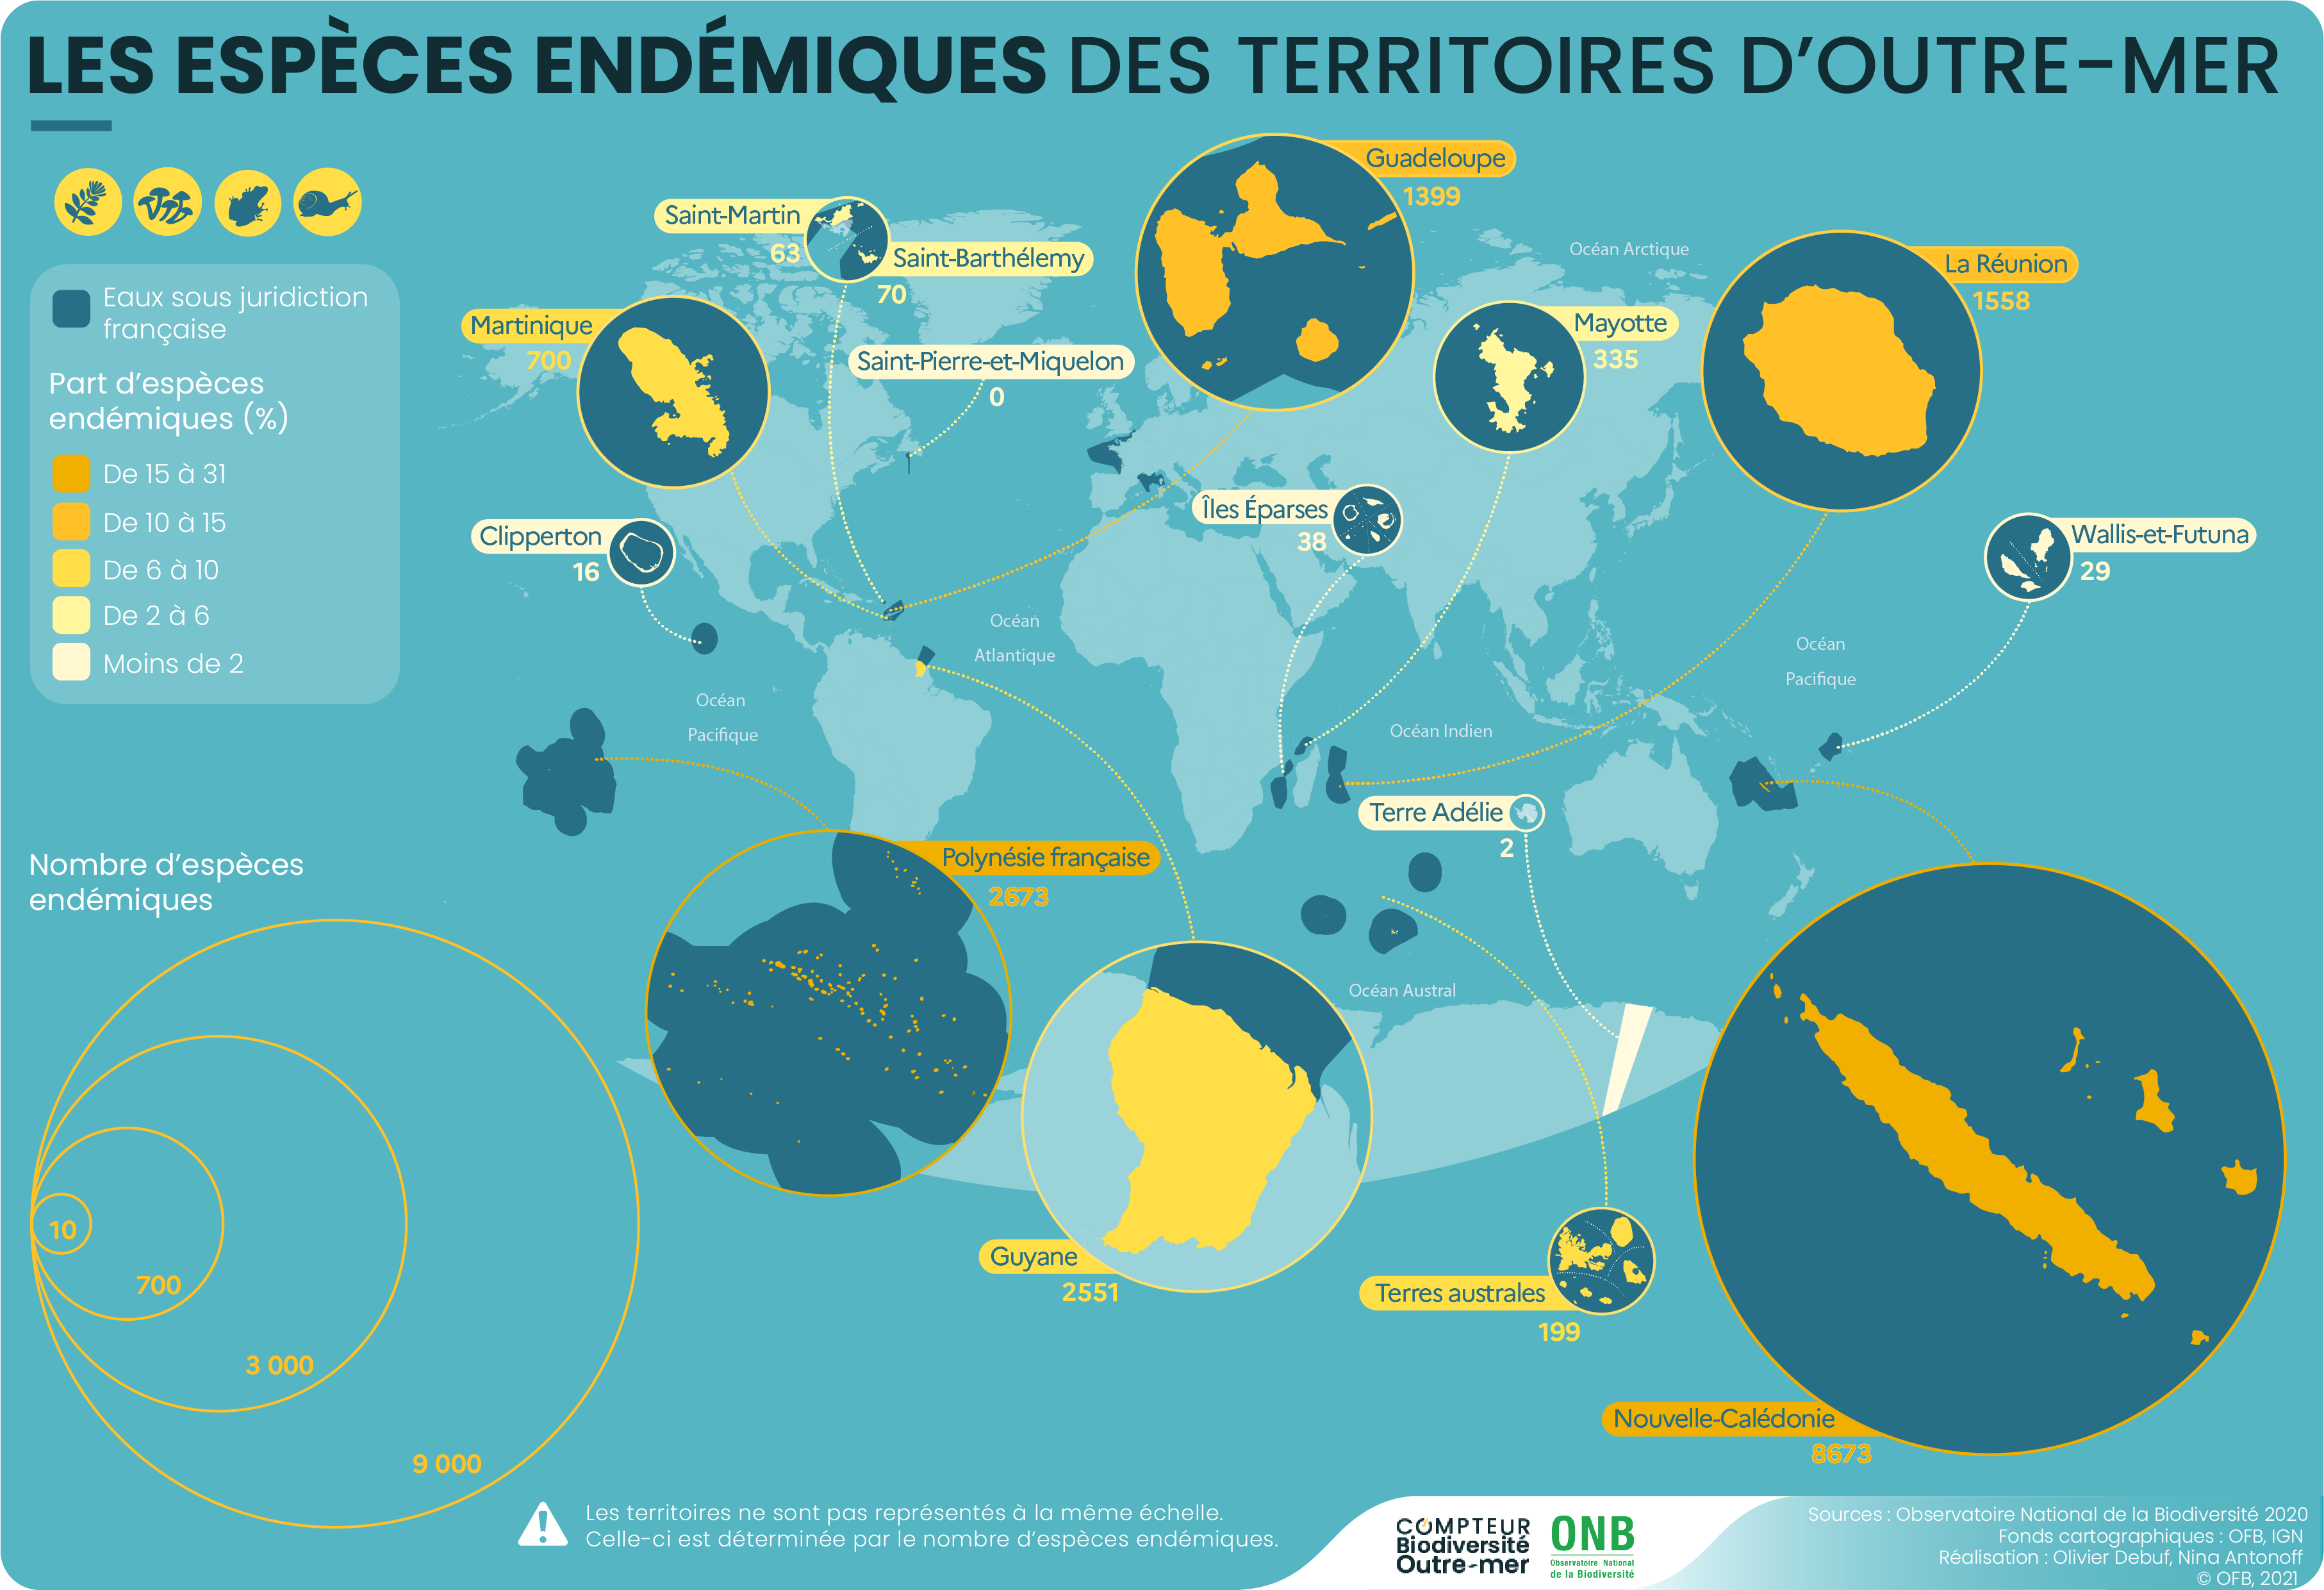 LES ESPÈCES ENDÉMIQUES DES TERRITOIRES D'OUTRE-MER
Eaux sous juridiction
française
Part d'espèces
endémiques (%)
De 15 à 31
De 10 à 15
De 6 à 10
De 2 à 6
Moins de 2
Nombre d'espèces
endémiques
10
700
3 000
9 000
Saint-Martin
63
Saint-Barthélemy
70
Martinique
700
Saint-Pierre-et-Miquelon
0
Guadeloupe
1399
Océan Arctique
Mayotte
335
La Réunion
1558
Clipperton
16
Îles Éparses
38
Wallis-et-Futuna
29
Océan
Atlantique
Océan
Pacifique
Océan
Pacifique
Océan Indien
Terre Adélie
2
Polynésie française
2673
Océan Austral
Guyane
2551
Terres australes
199
Nouvelle-Calédonie
8673
Les territoires ne sont pas représentés à la même échelle.
Celle-ci est déterminée par le nombre d'espèces endémiques.
COMPTEUR
Biodiversité
Outre-mer
ONB
Observatoire National
de la Biodiversité
Sources : Observatoire National de la Biodiversité 2020
Fonds cartographiques : OFB, IGN
Réalisation : Olivier Debuf, Nina Antonoff
© OFB, 2021